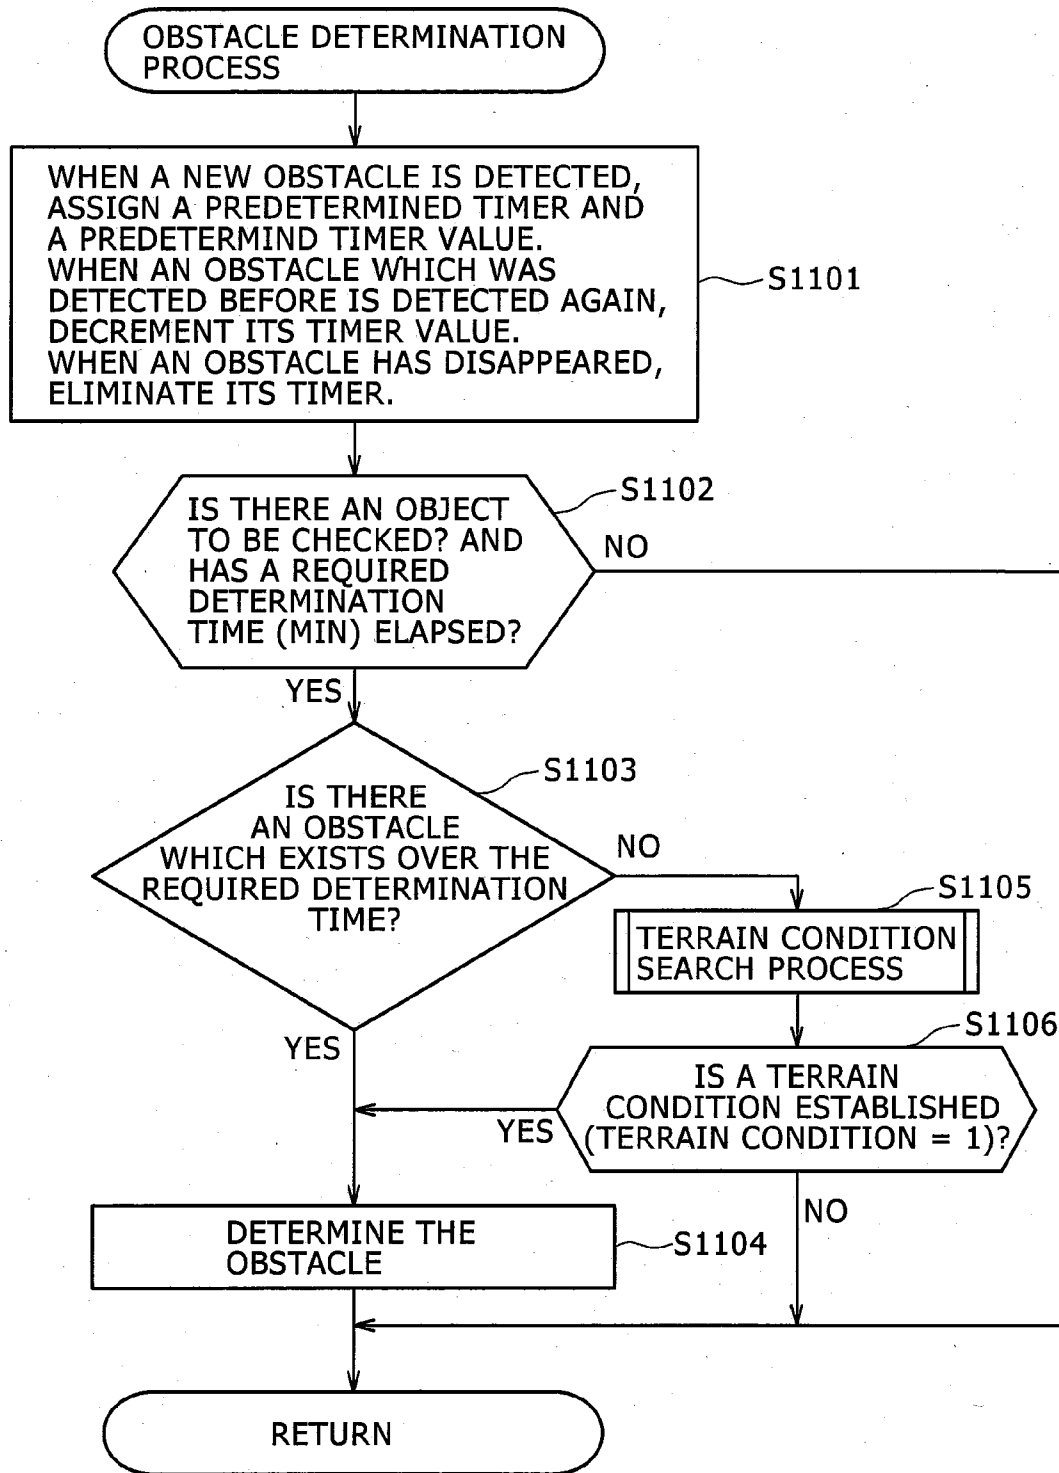 OBSTACLE DETERMINATION
PROCESS
WHEN A NEW OBSTACLE IS DETECTED,
ASSIGN A PREDETERMINED TIMER AND
A PREDETERMIND TIMER VALUE.
WHEN AN OBSTACLE WHICH WAS
DETECTED BEFORE IS DETECTED AGAIN,
DECREMENT ITS TIMER VALUE.
WHEN AN OBSTACLE HAS DISAPPEARED,
ELIMINATE ITS TIMER.
S1101
S1102
IS THERE AN OBJECT
TO BE CHECKED? AND
HAS A REQUIRED
DETERMINATION
TIME (MIN) ELAPSED?
NO
YES
S1103
IS THERE
AN OBSTACLE
WHICH EXISTS OVER THE
REQUIRED DETERMINATION
TIME?
NO
S1105
TERRAIN CONDITION
SEARCH PROCESS
YES
S1106
IS A TERRAIN
CONDITION ESTABLISHED
(TERRAIN CONDITION = 1)?
YES
NO
DETERMINE THE
OBSTACLE
S1104
RETURN